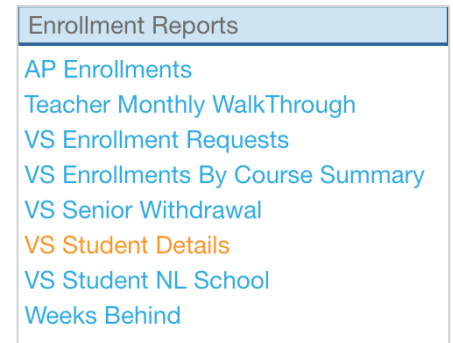 Enrollment Reports
AP Enrollments
Teacher Monthly WalkThrough
VS Enrollment Requests
VS Enrollments By Course Summary
VS Senior Withdrawal
VS Student Details
VS Student NL School
Weeks Behind